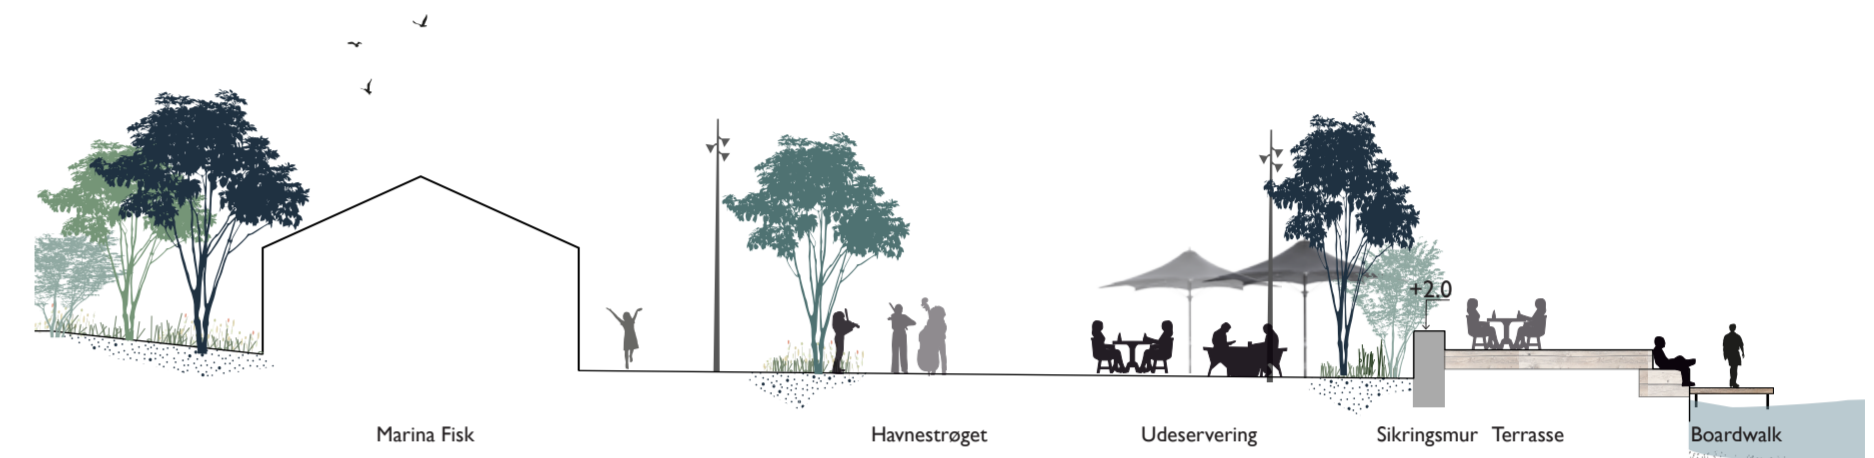 +2.0
Marina Fisk
Havnestrøget
Udeservering
Sikringsmur
Terrasse
Boardwalk